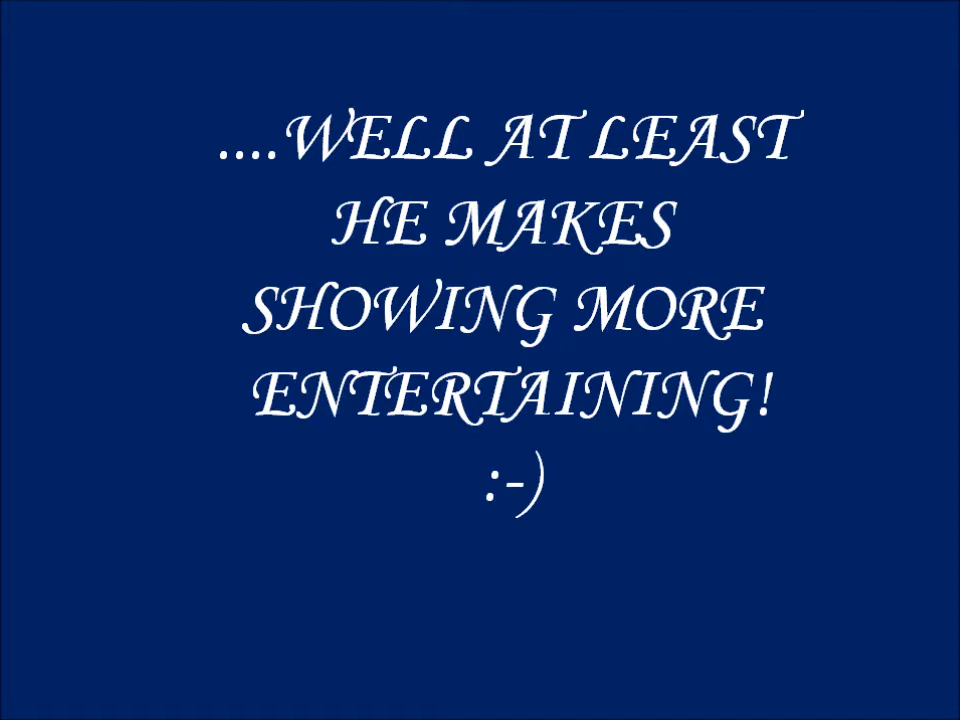 ....WELL AT LEAST
HE MAKES
SHOWING MORE
ENTERTAINING!
:-)